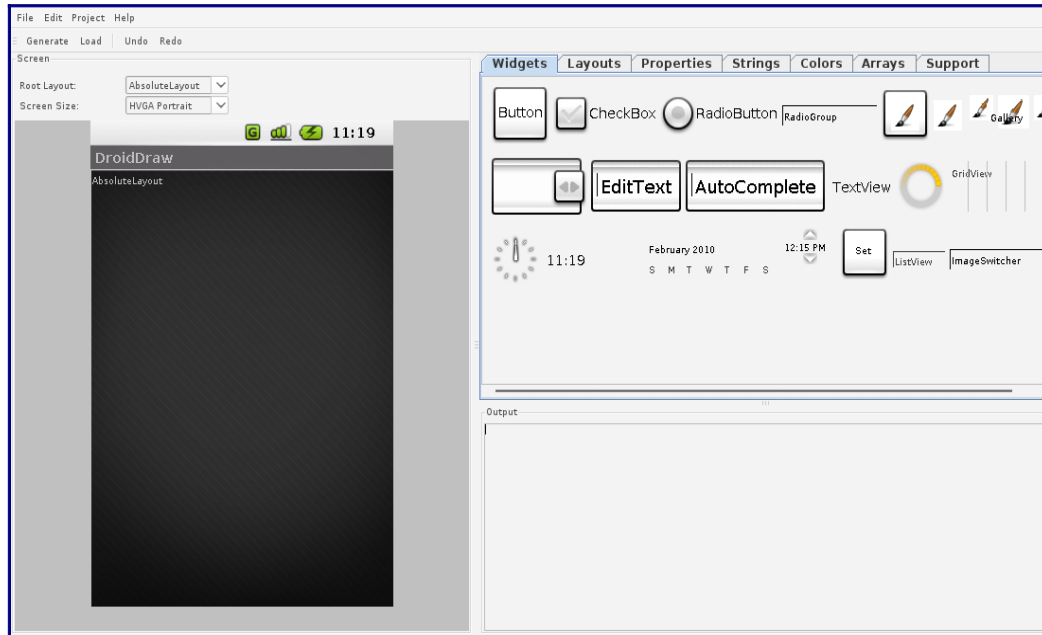 File Edit Project Help
Generate Load Undo Redo
Screen
Root Layout: AbsoluteLayout
Screen Size: HVGA Portrait
G 11:19
DroidDraw
AbsoluteLayout
Widgets Layouts Properties Strings Colors Arrays Support
Button CheckBox RadioButton RadioGroup Gallery
EditText AutoComplete TextView GridView
11:19 February 2010 12:15 PM Set ListView ImageSwitcher
S M T W T F S
Output